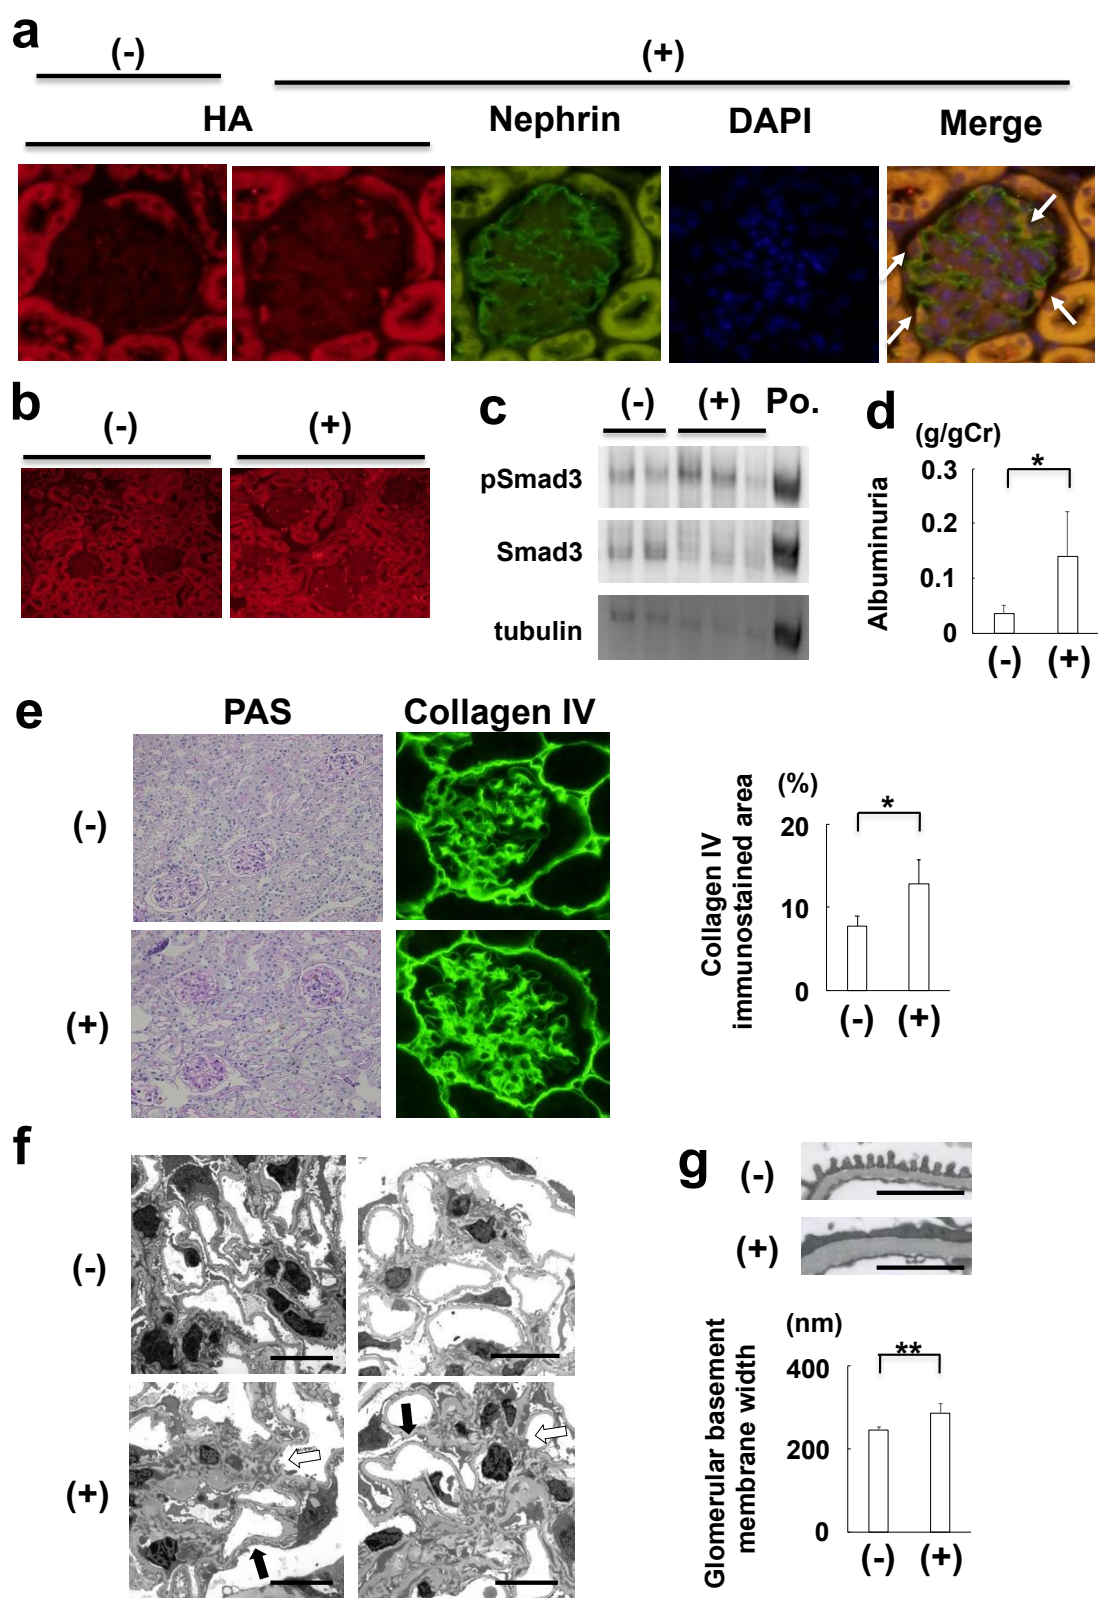 a
(-)
(+)
HA
Nephrin
DAPI
Merge
b
(-)
(+)
c
(-)
(+)
Po.
pSmad3
Smad3
tubulin
d
(g/gCr)
Albuminuria
0.3
0.2
0.1
0
*
(-)
(+)
e
PAS
Collagen IV
(-)
(+)
Collagen IV
immunostained area
(%)
20
10
0
*
(-)
(+)
f
(-)
(+)
g
(-)
(+)
Glomerular basement
membrane width
(nm)
400
200
0
**
(-)
(+)